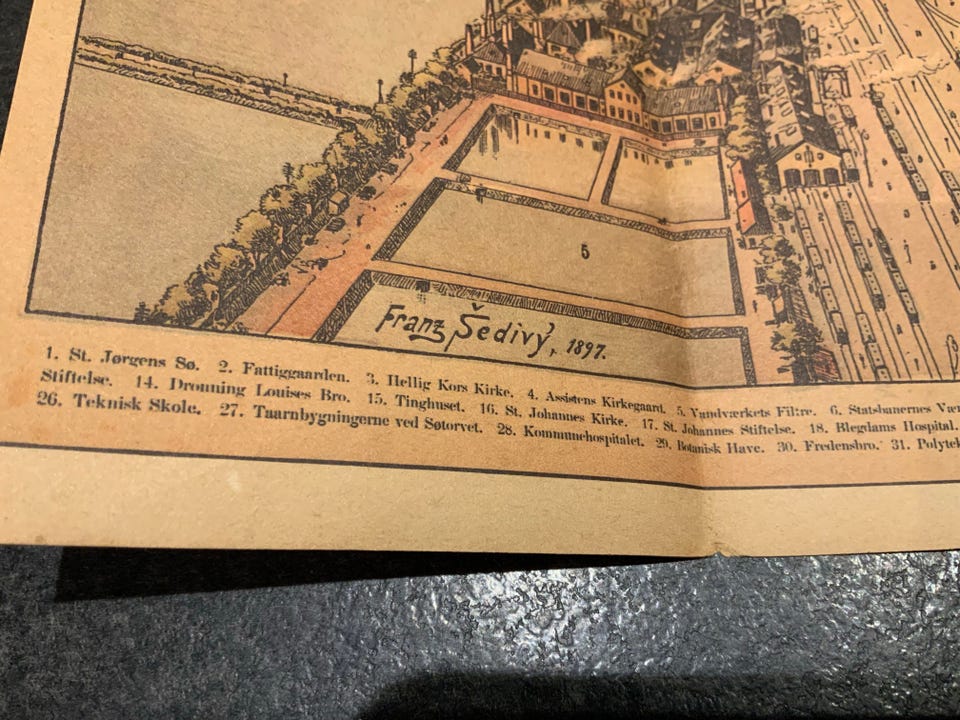 5
Franz Šedivý, 1897.
1. St. Jørgens Sø. 2. Fattiggaarden. 3. Hellig Kors Kirke. 4. Assistens Kirkegaard. 5. Vandværkets Filtre. 6. Statsbanernes Vær
Stiftelse. 14. Dronning Louises Bro. 15. Tinghuset. 16. St. Johannes Kirke. 17. St. Johannes Stiftelse. 18. Blegdams Hospital.
26. Teknisk Skole. 27. Taarnbygningerne ved Søtorvet. 28. Kommunehospitalet. 29. Botanisk Have. 30. Fredensbro. 31. Polytek